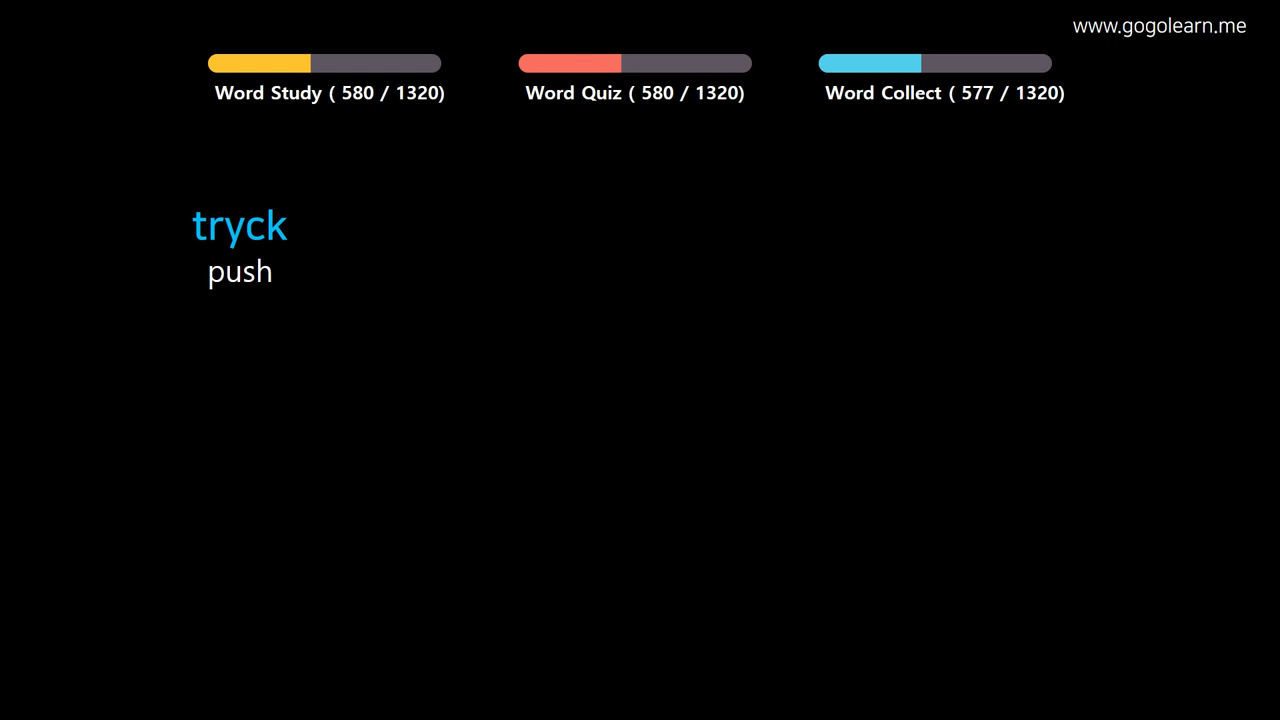 www.gogolearn.me
Word Study ( 580 / 1320)
Word Quiz ( 580 / 1320)
Word Collect ( 577 / 1320)
tryck
push